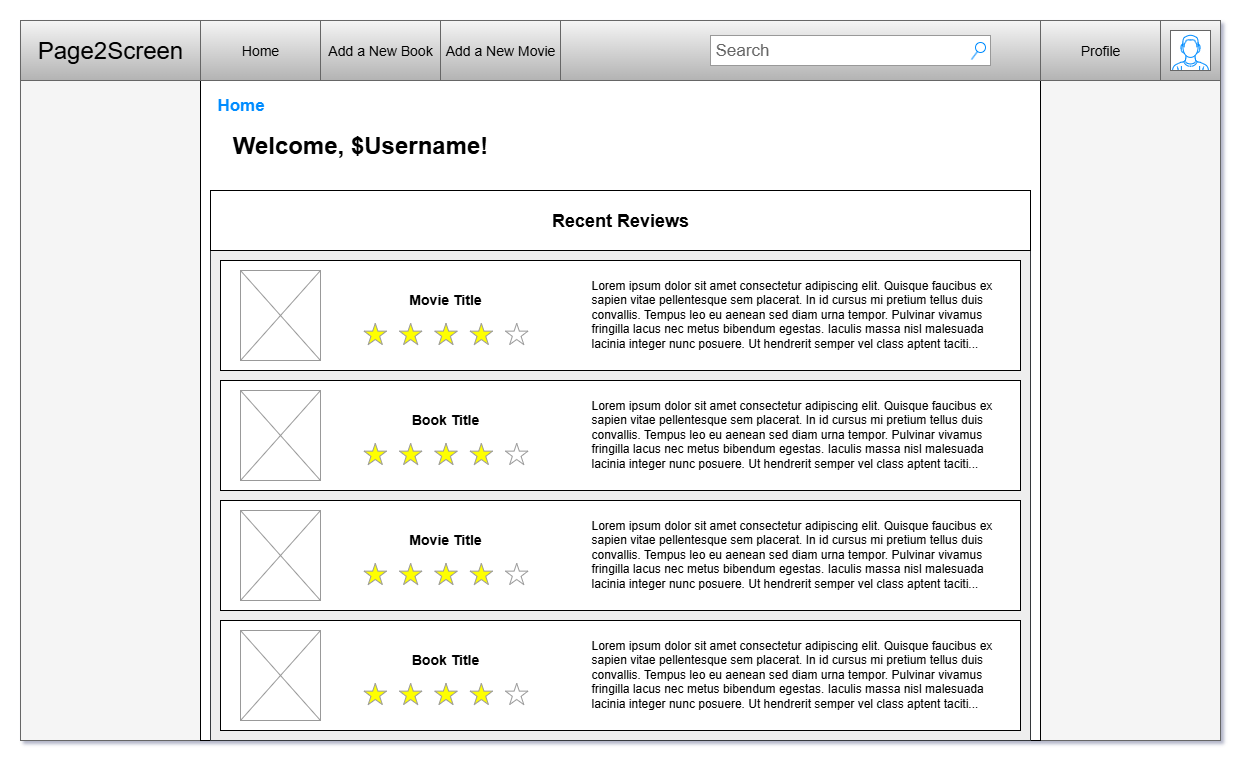 Page2Screen
Home
Add a New Book
Add a New Movie
Search
Profile
Home
Welcome, $Username!
Recent Reviews
Movie Title
Lorem ipsum dolor sit amet consectetur adipiscing elit. Quisque faucibus ex
sapien vitae pellentesque sem placerat. In id cursus mi pretium tellus duis
convallis. Tempus leo eu aenean sed diam urna tempor. Pulvinar vivamus
fringilla lacus nec metus bibendum egestas. Iaculis massa nisl malesuada
lacinia integer nunc posuere. Ut hendrerit semper vel class aptent taciti...
Book Title
Lorem ipsum dolor sit amet consectetur adipiscing elit. Quisque faucibus ex
sapien vitae pellentesque sem placerat. In id cursus mi pretium tellus duis
convallis. Tempus leo eu aenean sed diam urna tempor. Pulvinar vivamus
fringilla lacus nec metus bibendum egestas. Iaculis massa nisl malesuada
lacinia integer nunc posuere. Ut hendrerit semper vel class aptent taciti...
Movie Title
Lorem ipsum dolor sit amet consectetur adipiscing elit. Quisque faucibus ex
sapien vitae pellentesque sem placerat. In id cursus mi pretium tellus duis
convallis. Tempus leo eu aenean sed diam urna tempor. Pulvinar vivamus
fringilla lacus nec metus bibendum egestas. Iaculis massa nisl malesuada
lacinia integer nunc posuere. Ut hendrerit semper vel class aptent taciti...
Book Title
Lorem ipsum dolor sit amet consectetur adipiscing elit. Quisque faucibus ex
sapien vitae pellentesque sem placerat. In id cursus mi pretium tellus duis
convallis. Tempus leo eu aenean sed diam urna tempor. Pulvinar vivamus
fringilla lacus nec metus bibendum egestas. Iaculis massa nisl malesuada
lacinia integer nunc posuere. Ut hendrerit semper vel class aptent taciti...